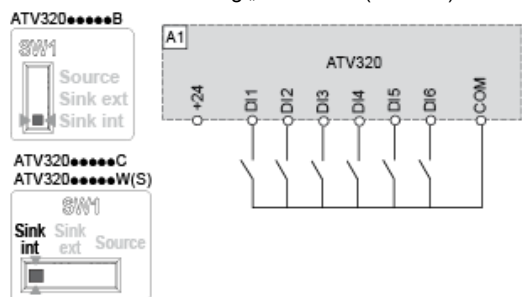 ATV320●●●●●B
SW1
Source
Sink ext
Sink int
ATV320●●●●●C
ATV320●●●●●W(S)
SW1
Sink int
Sink ext
Source
A1
ATV320
+24
DI1
DI2
DI3
DI4
DI5
DI6
COM